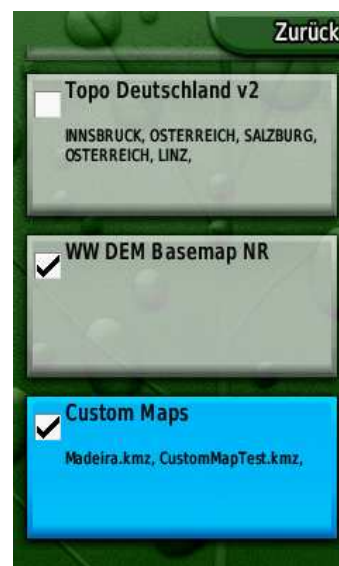 Zurück
Topo Deutschland v2
INNSBRUCK, OSTERREICH, SALZBURG,
OSTERREICH, LINZ,
WW DEM Basemap NR
Custom Maps
Madeira.kmz, CustomMapTest.kmz,